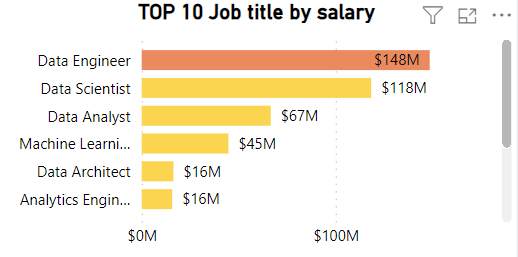 TOP 10 Job title by salary
Data Engineer $148M
Data Scientist $118M
Data Analyst $67M
Machine Learni... $45M
Data Architect $16M
Analytics Engin... $16M
$0M $100M